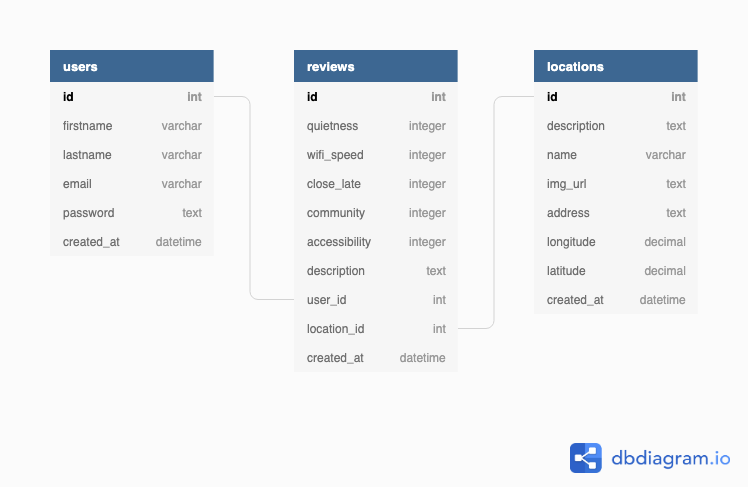 users
id int
firstname varchar
lastname varchar
email varchar
password text
created_at datetime
reviews
id int
quietness integer
wifi_speed integer
close_late integer
community integer
accessibility integer
description text
user_id int
location_id int
created_at datetime
locations
id int
description text
name varchar
img_url text
address text
longitude decimal
latitude decimal
created_at datetime
dbdiagram.io